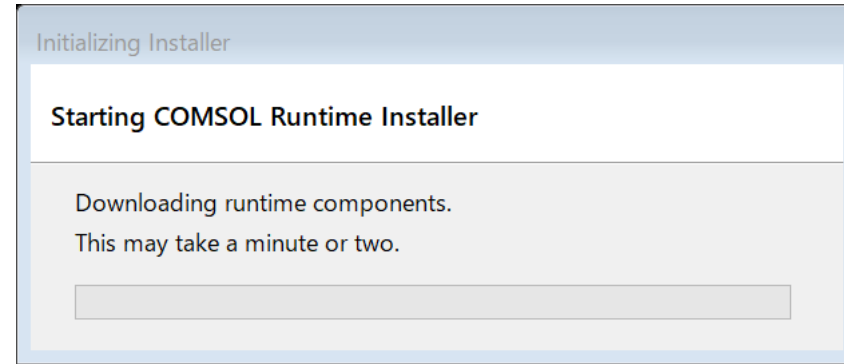 Initializing Installer
Starting COMSOL Runtime Installer
Downloading runtime components.
This may take a minute or two.